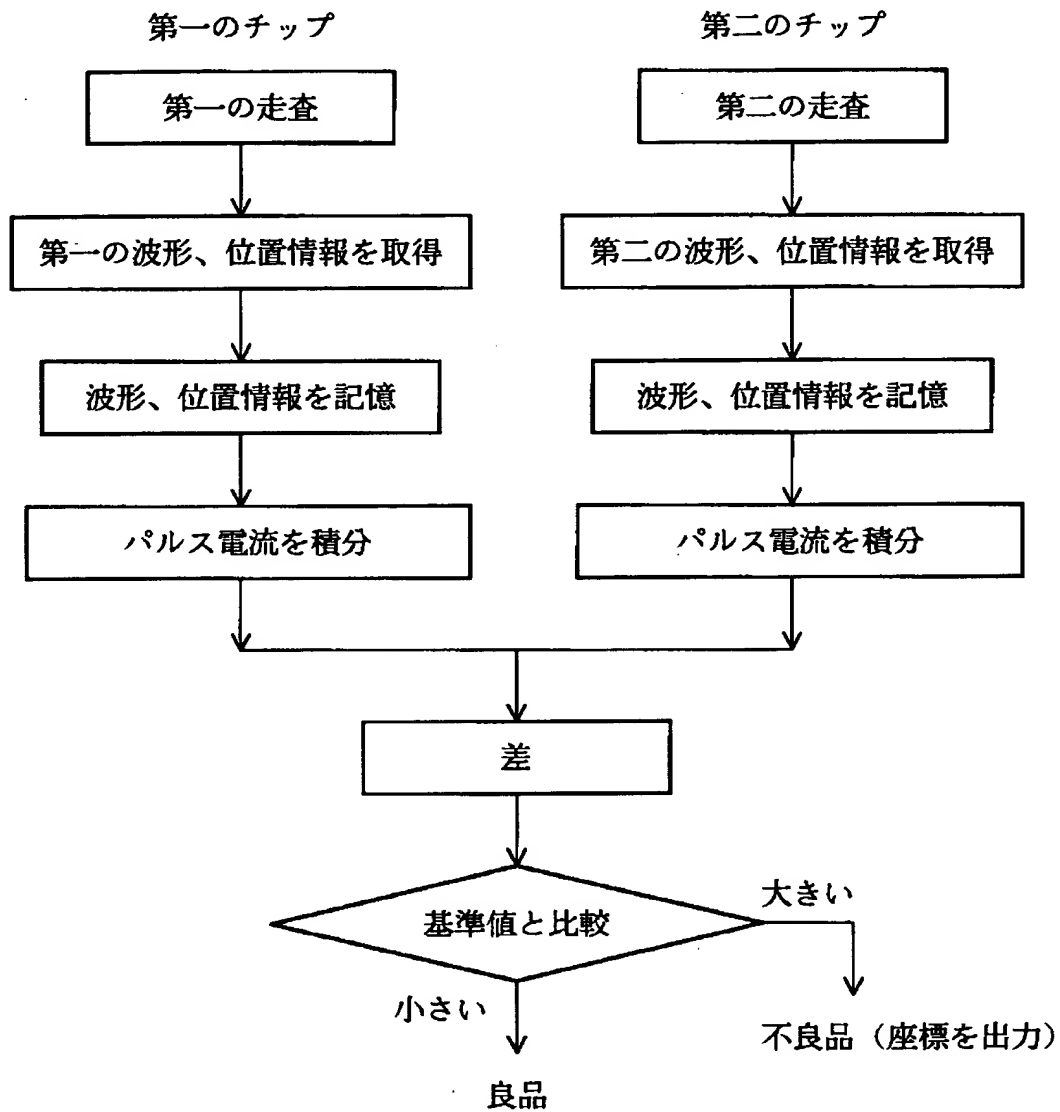 第一のチップ
第二のチップ
第一の走査
第二の走査
第一の波形、位置情報を取得
第二の波形、位置情報を取得
波形、位置情報を記憶
波形、位置情報を記憶
パルス電流を積分
パルス電流を積分
差
基準値と比較
大きい
小さい
不良品（座標を出力）
良品